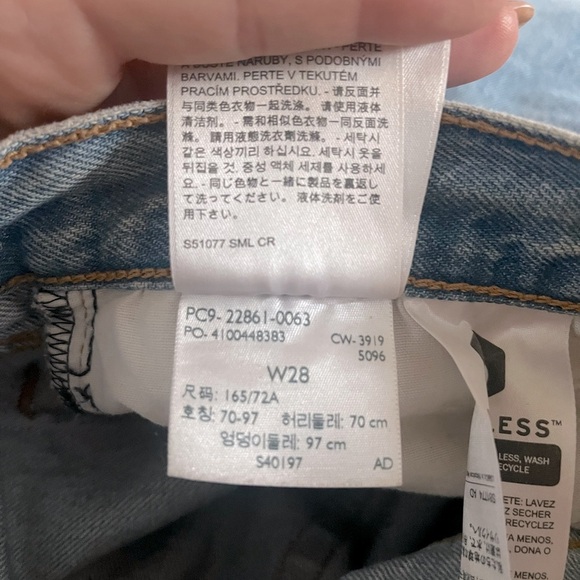 PERTE
NARUBY, S PODOBNÝMI
BARVAMI. PERTE V TEKUTÉM
PRACÍM PROSTŘEDKU. - 请反面并
与同类色衣物一起洗涤。请使用液体
清洁剂。- 需和相似色衣物一同反面
洗滌。請用液態洗衣劑洗滌。- 세탁시
같은 색상끼리 하십시오. 세탁시 옷을
뒤집을 것. 중성 액체 세제를 사용하세
요. - 同じ色物と一緒に製品を裏返し
て洗ってください。液体洗剤をご使
用下さい。
S51077 SML CR
PC9- 22861-0063
PO- 4100448383
CW-3919
5096
W28
尺码: 165/72A
호칭: 70-97 허리둘레: 70 cm
엉덩이둘레: 97 cm
S40197 AD
LESS™
LESS, WASH
ECYCLE
ETE: LAVEZ
Z SECHER
RECYCLEZ
A MENOS,
, DONA O
MENOS.